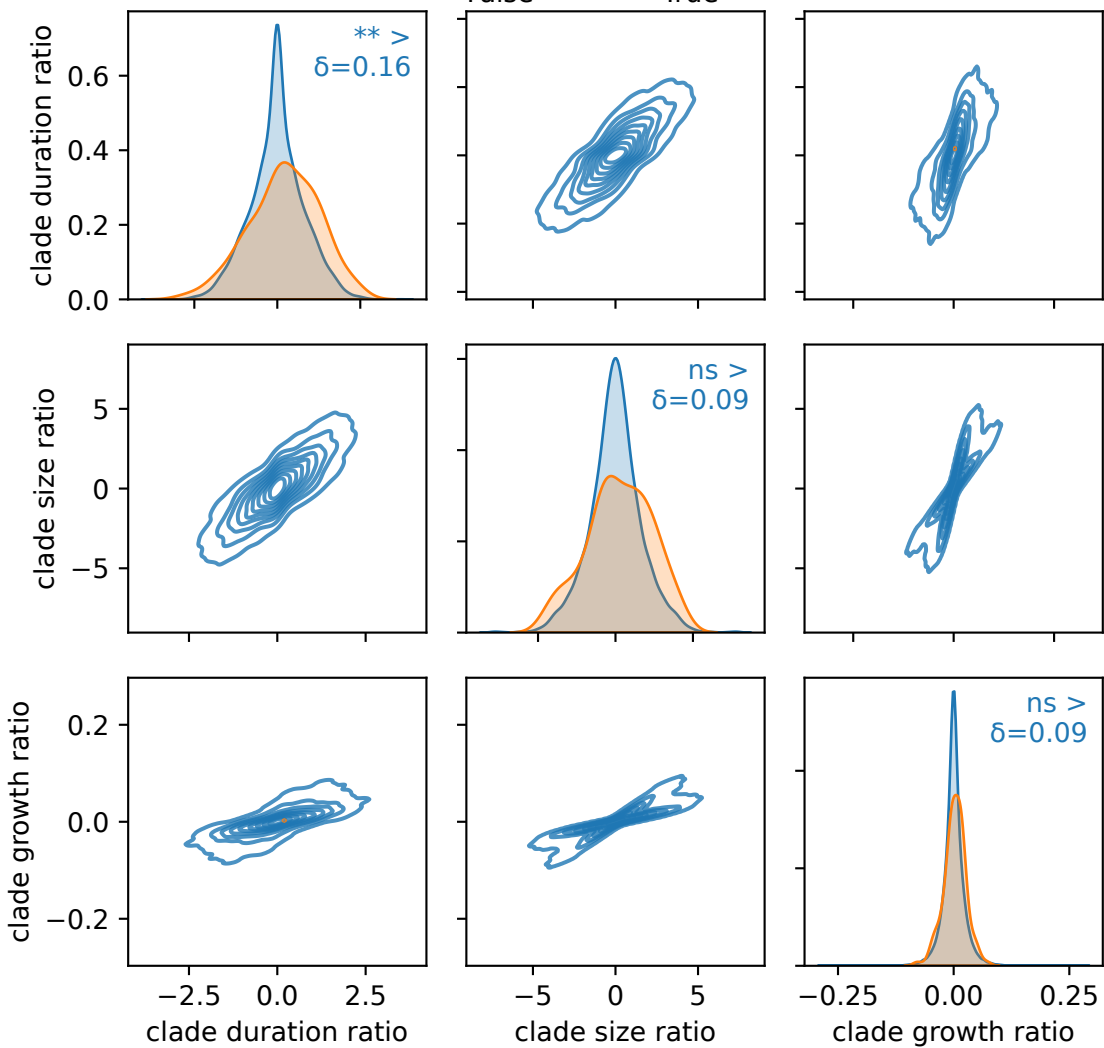 clade duration ratio
0.6
0.4
0.2
0.0
** >
δ=0.16
clade size ratio
5
0
−5
ns >
δ=0.09
clade growth ratio
0.2
0.0
−0.2
ns >
δ=0.09
−2.5 0.0 2.5
−5 0 5
−0.25 0.00 0.25
clade duration ratio
clade size ratio
clade growth ratio